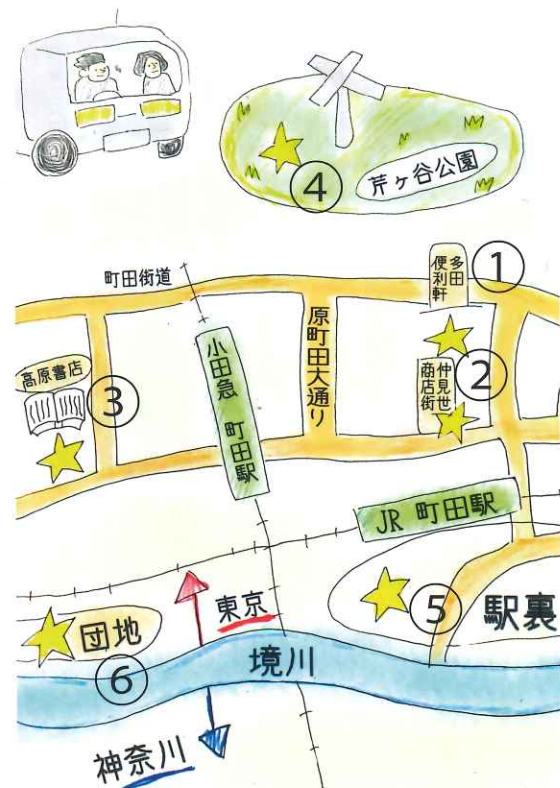 ④
芹ヶ谷公園
①
多田
便利軒
町田街道
原町田大通り
小田急 町田駅
②
仲見世
商店街
高原書店
③
JR 町田駅
⑤
駅裏
東京
団地
⑥
境川
神奈川